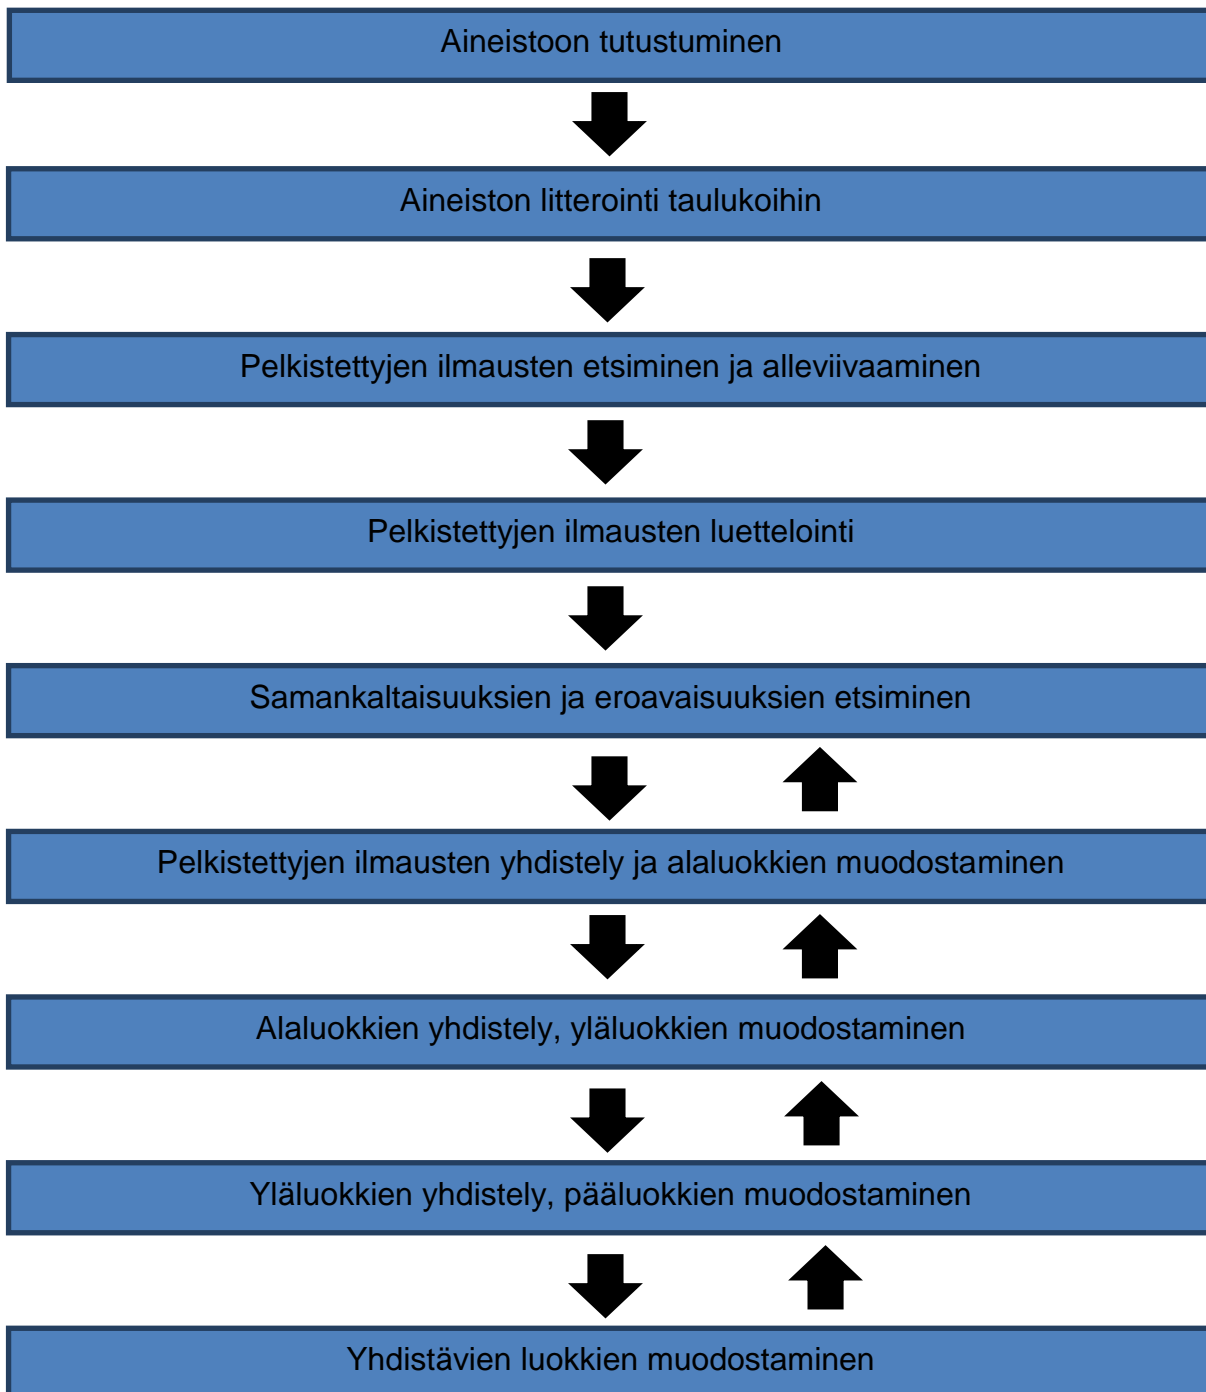 Aineistoon tutustuminen
Aineiston litterointi taulukoihin
Pelkistettyjen ilmausten etsiminen ja alleviivaaminen
Pelkistettyjen ilmausten luettelointi
Samankaltaisuuksien ja eroavaisuuksien etsiminen
Pelkistettyjen ilmausten yhdistely ja alaluokkien muodostaminen
Alaluokkien yhdistely, yläluokkien muodostaminen
Yläluokkien yhdistely, pääluokkien muodostaminen
Yhdistävien luokkien muodostaminen